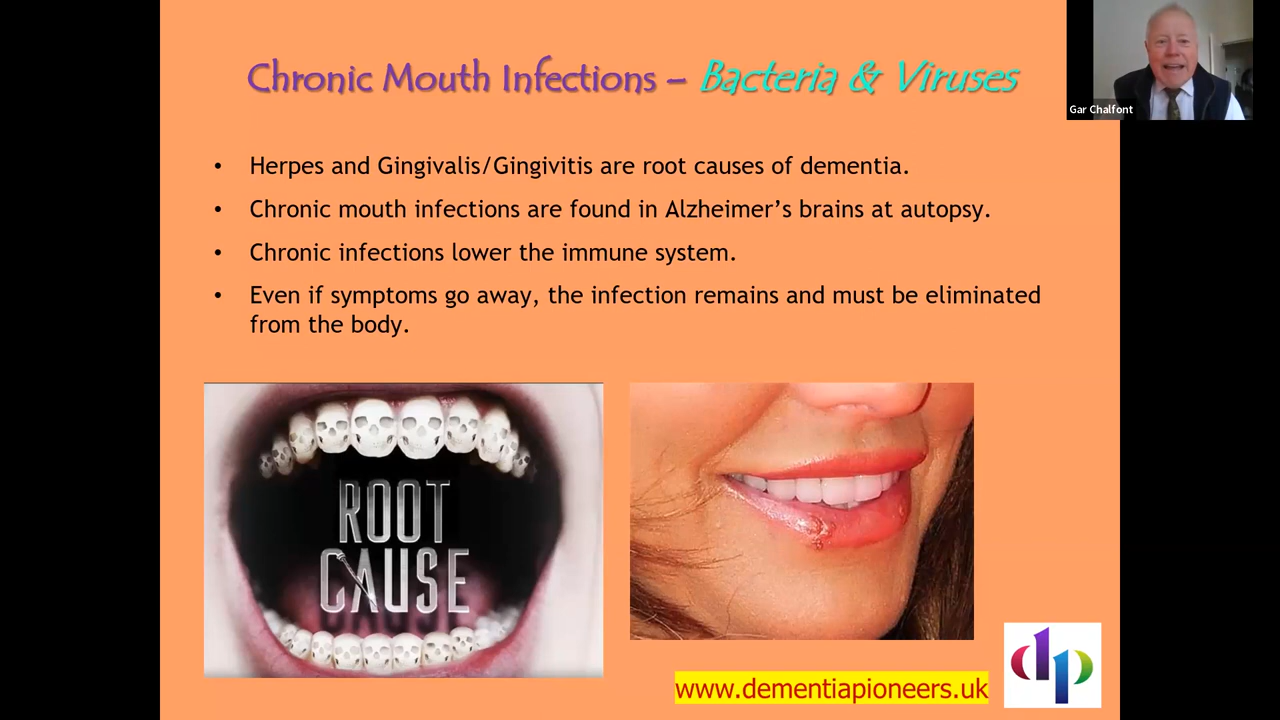 Chronic Mouth Infections – Bacteria & Viruses
Gar Chalfont
• Herpes and Gingivalis/Gingivitis are root causes of dementia.
• Chronic mouth infections are found in Alzheimer’s brains at autopsy.
• Chronic infections lower the immune system.
• Even if symptoms go away, the infection remains and must be eliminated
from the body.
ROOT
CAUSE
www.dementiapioneers.uk
dp